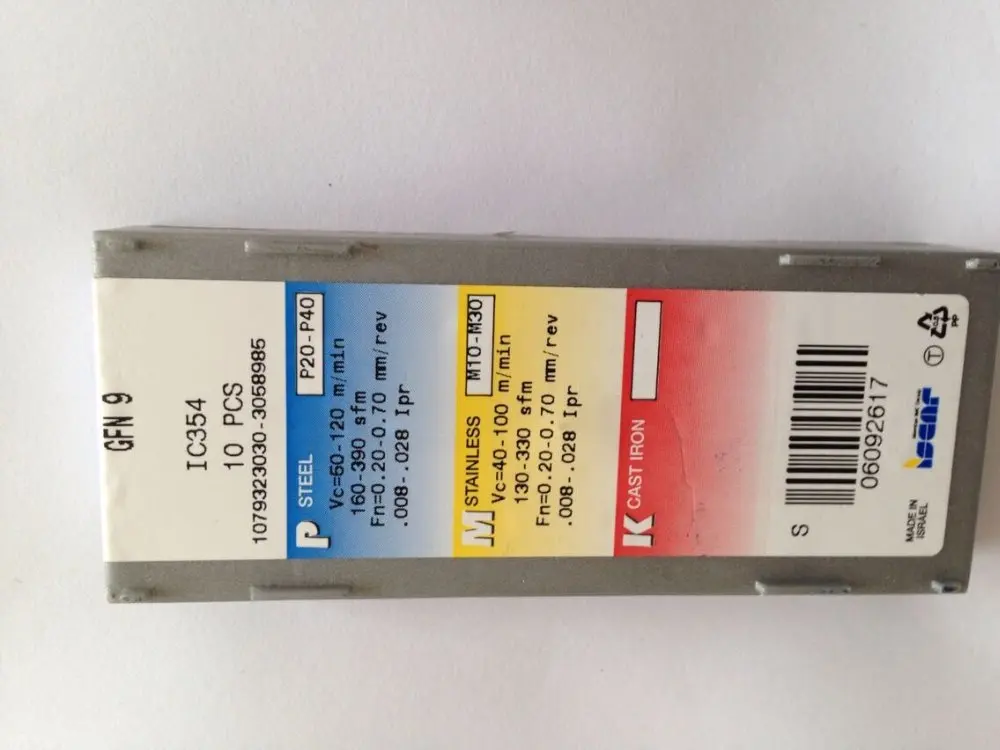 GFN 9
IC354
10 PCS
1079323030-3058985
P STEEL P20-P40
Vc=50-120 m/min
160-390 sfm
Fn=0.20-0.70 mm/rev
.008-.028 Ipr
M STAINLESS M10-M30
Vc=40-100 m/min
130-330 sfm
Fn=0.20-0.70 mm/rev
.008-.028 Ipr
K CAST IRON
S
060092617
iscar
MADE IN
ISRAEL
T
PP